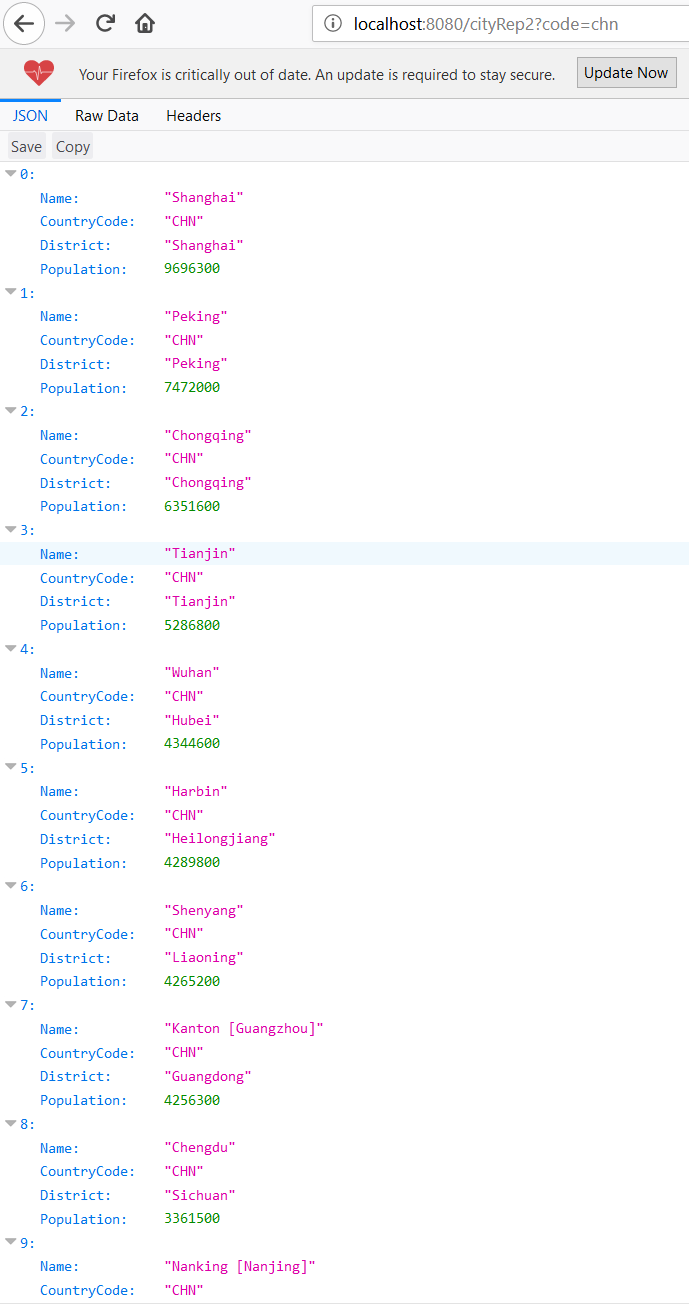 localhost:8080/cityRep2?code=chn
Your Firefox is critically out of date. An update is required to stay secure. Update Now
JSON Raw Data Headers
Save Copy
0:
Name: "Shanghai"
CountryCode: "CHN"
District: "Shanghai"
Population: 9696300
1:
Name: "Peking"
CountryCode: "CHN"
District: "Peking"
Population: 7472000
2:
Name: "Chongqing"
CountryCode: "CHN"
District: "Chongqing"
Population: 6351600
3:
Name: "Tianjin"
CountryCode: "CHN"
District: "Tianjin"
Population: 5286800
4:
Name: "Wuhan"
CountryCode: "CHN"
District: "Hubei"
Population: 4344600
5:
Name: "Harbin"
CountryCode: "CHN"
District: "Heilongjiang"
Population: 4289800
6:
Name: "Shenyang"
CountryCode: "CHN"
District: "Liaoning"
Population: 4265200
7:
Name: "Kanton [Guangzhou]"
CountryCode: "CHN"
District: "Guangdong"
Population: 4256300
8:
Name: "Chengdu"
CountryCode: "CHN"
District: "Sichuan"
Population: 3361500
9:
Name: "Nanking [Nanjing]"
CountryCode: "CHN"